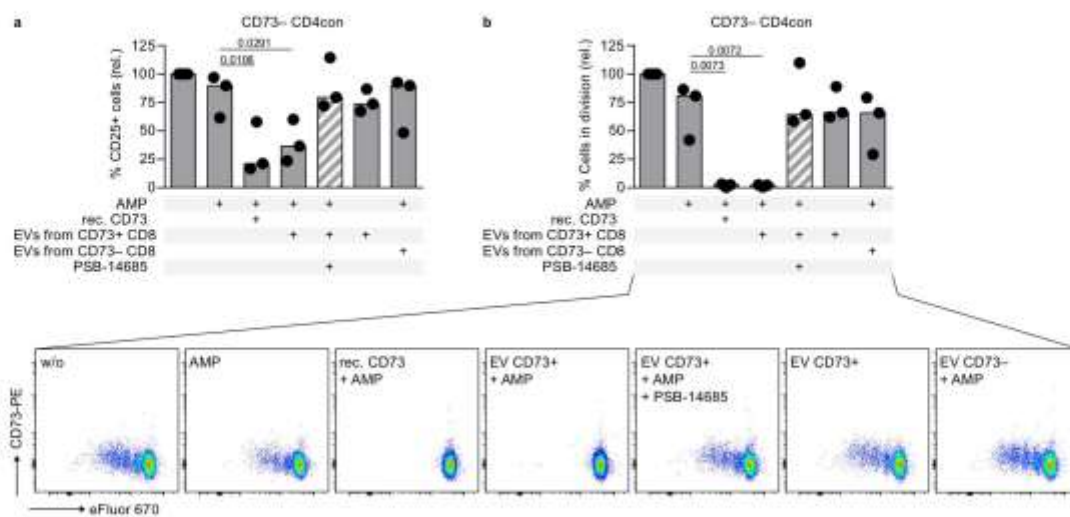 a
CD73– CD4con
% CD25+ cells (rel.)
125
100
75
50
25
0
0.0291
0.0106
AMP + + + + +
rec. CD73 +
EVs from CD73+ CD8 + + +
EVs from CD73– CD8 +
PSB-14685 +
b
CD73– CD4con
% Cells in division (rel.)
125
100
75
50
25
0
0.0072
0.0073
AMP + + + + +
rec. CD73 +
EVs from CD73+ CD8 + + +
EVs from CD73– CD8 +
PSB-14685 +
CD73-PE
w/o
AMP
rec. CD73
+ AMP
EV CD73+
+ AMP
EV CD73+
+ AMP
+ PSB-14685
EV CD73+
EV CD73–
+ AMP
eFluor 670